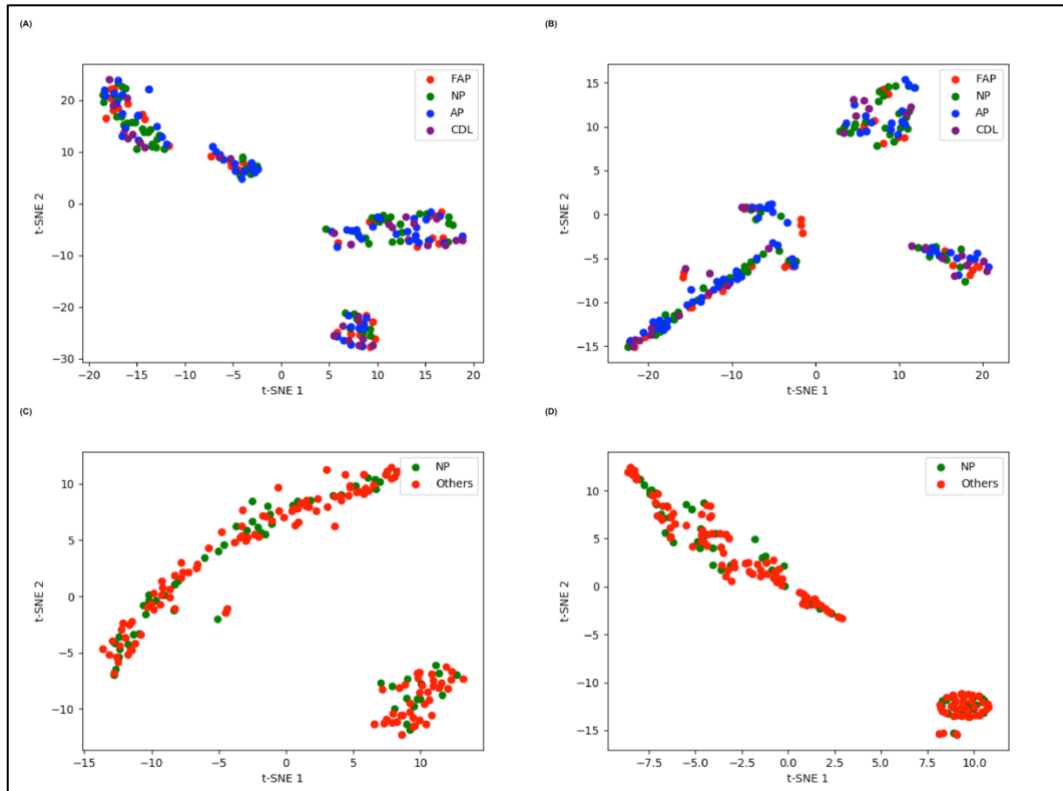 (A)
FAP
NP
AP
CDL
20
10
0
−10
−20
−30
t-SNE 2
−20 −15 −10 −5 0 5 10 15 20
t-SNE 1
(B)
FAP
NP
AP
CDL
15
10
5
0
−5
−10
−15
t-SNE 2
−20 −10 0 10 20
t-SNE 1
(C)
NP
Others
10
5
0
−5
−10
t-SNE 2
−15 −10 −5 0 5 10
t-SNE 1
(D)
NP
Others
10
5
0
−5
−10
−15
t-SNE 2
−7.5 −5.0 −2.5 0.0 2.5 5.0 7.5 10.0
t-SNE 1